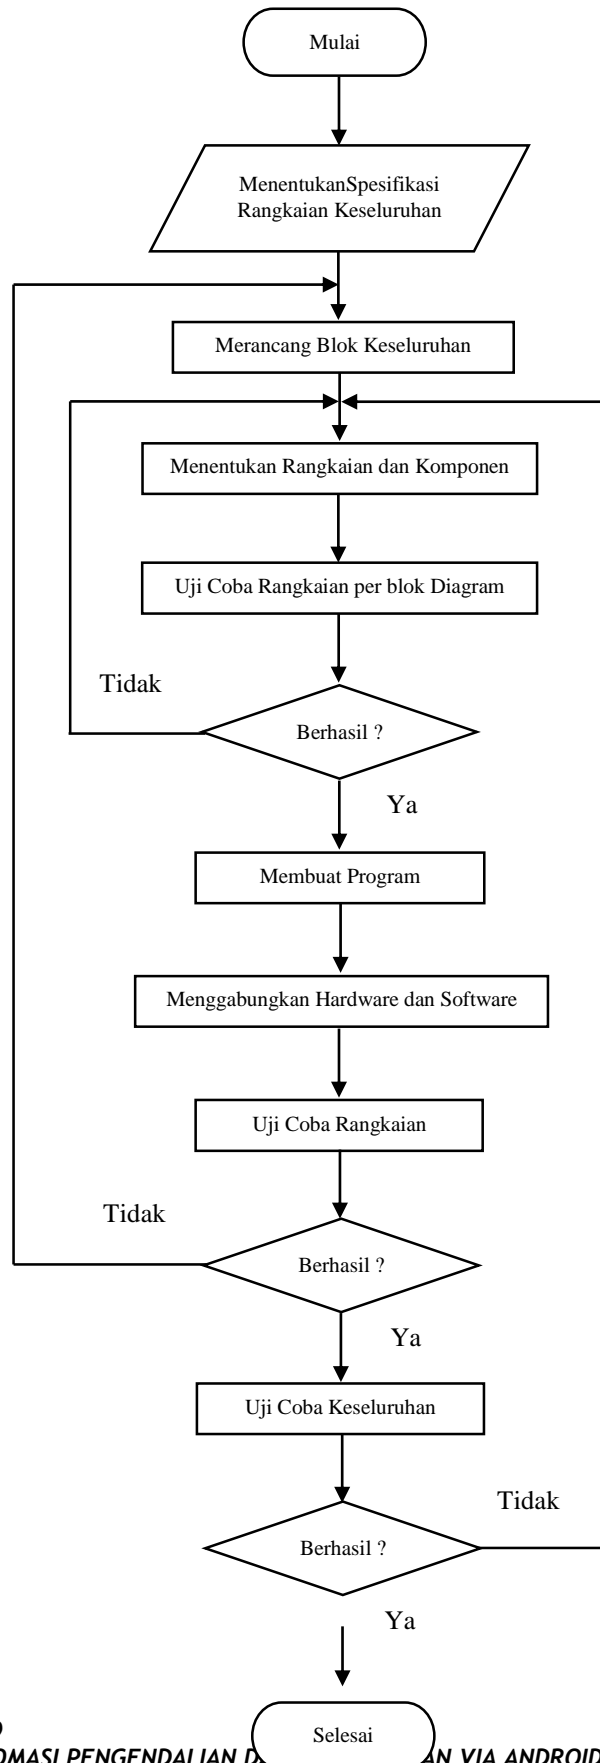 Mulai
MenentukanSpesifikasi
Rangkaian Keseluruhan
Merancang Blok Keseluruhan
Menentukan Rangkaian dan Komponen
Uji Coba Rangkaian per blok Diagram
Tidak
Berhasil ?
Ya
Membuat Program
Menggabungkan Hardware dan Software
Uji Coba Rangkaian
Tidak
Berhasil ?
Ya
Uji Coba Keseluruhan
Tidak
Berhasil ?
Ya
Selesai
PENGENDALIAN VIA ANDROID